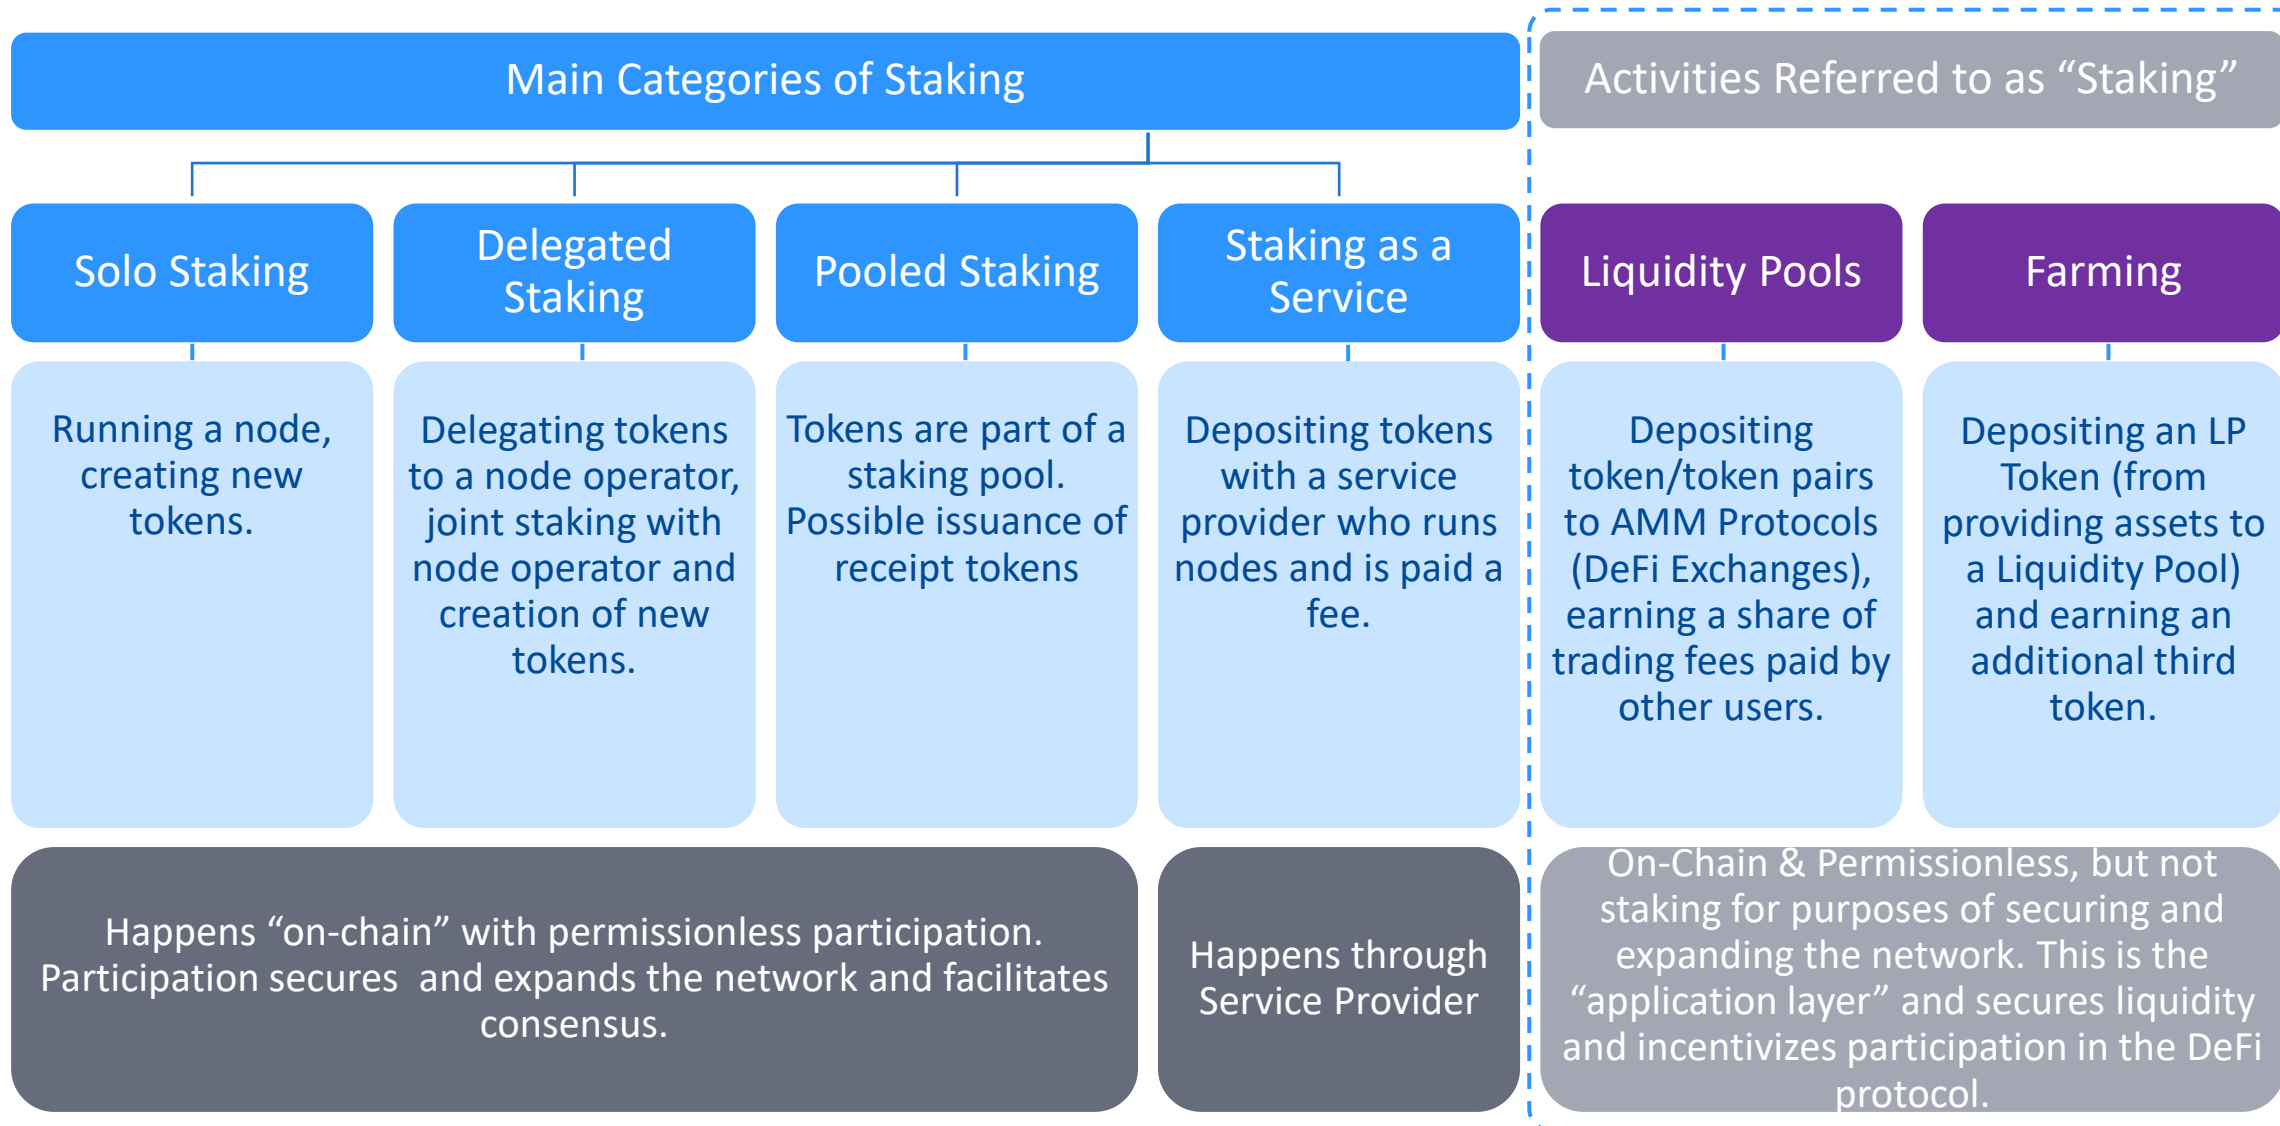 Main Categories of Staking
Activities Referred to as “Staking”
Solo Staking
Delegated
Staking
Pooled Staking
Staking as a
Service
Liquidity Pools
Farming
Running a node,
creating new
tokens.
Delegating tokens
to a node operator,
joint staking with
node operator and
creation of new
tokens.
Tokens are part of a
staking pool.
Possible issuance of
receipt tokens
Depositing tokens
with a service
provider who runs
nodes and is paid a
fee.
Depositing
token/token pairs
to AMM Protocols
(DeFi Exchanges),
earning a share of
trading fees paid by
other users.
Depositing an LP
Token (from
providing assets to
a Liquidity Pool)
and earning an
additional third
token.
Happens “on-chain” with permissionless participation.
Participation secures  and expands the network and facilitates
consensus.
Happens through
Service Provider
On-Chain & Permissionless, but not
staking for purposes of securing and
expanding the network. This is the
“application layer” and secures liquidity
and incentivizes participation in the DeFi
protocol.